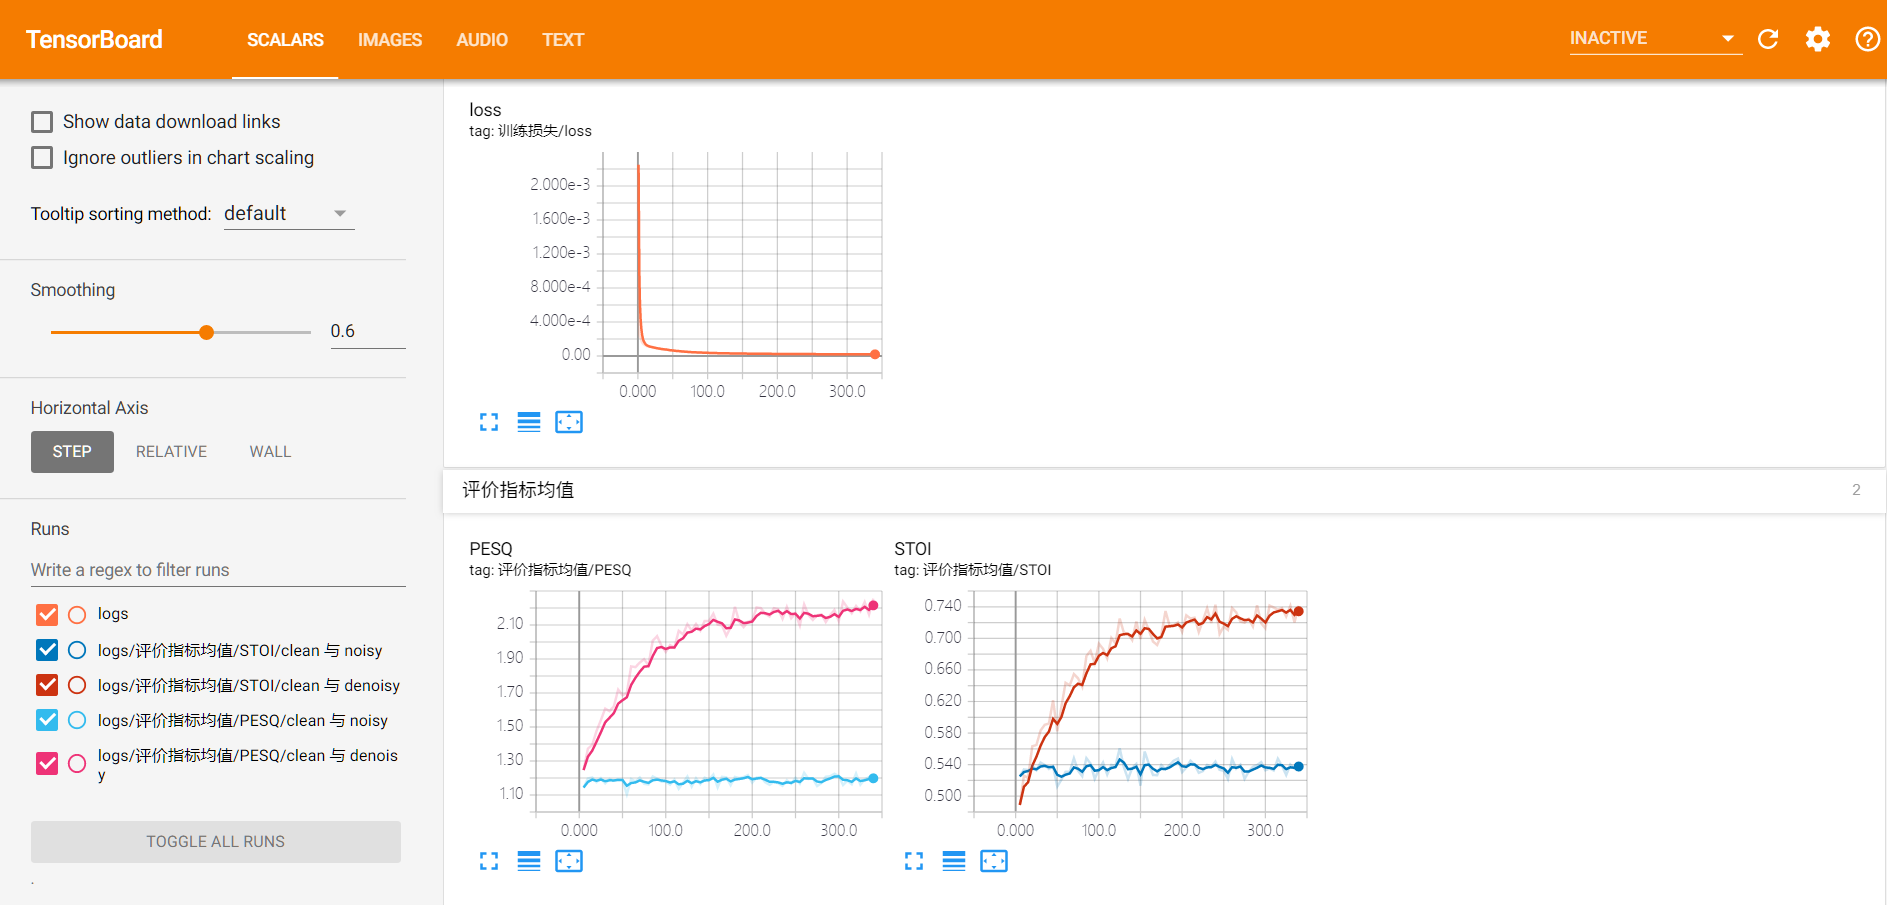 TensorBoard
SCALARS
IMAGES
AUDIO
TEXT
INACTIVE
Show data download links
Ignore outliers in chart scaling
Tooltip sorting method: default
Smoothing
0.6
Horizontal Axis
STEP
RELATIVE
WALL
Runs
Write a regex to filter runs
logs
logs/评价指标均值/STOI/clean 与 noisy
logs/评价指标均值/STOI/clean 与 denoisy
logs/评价指标均值/PESQ/clean 与 noisy
logs/评价指标均值/PESQ/clean 与 denois
y
TOGGLE ALL RUNS
.
loss
tag: 训练损失/loss
2.000e-3
1.600e-3
1.200e-3
8.000e-4
4.000e-4
0.00
0.000 100.0 200.0 300.0
评价指标均值
2
PESQ
tag: 评价指标均值/PESQ
2.10
1.90
1.70
1.50
1.30
1.10
0.000 100.0 200.0 300.0
STOI
tag: 评价指标均值/STOI
0.740
0.700
0.660
0.620
0.580
0.540
0.500
0.000 100.0 200.0 300.0